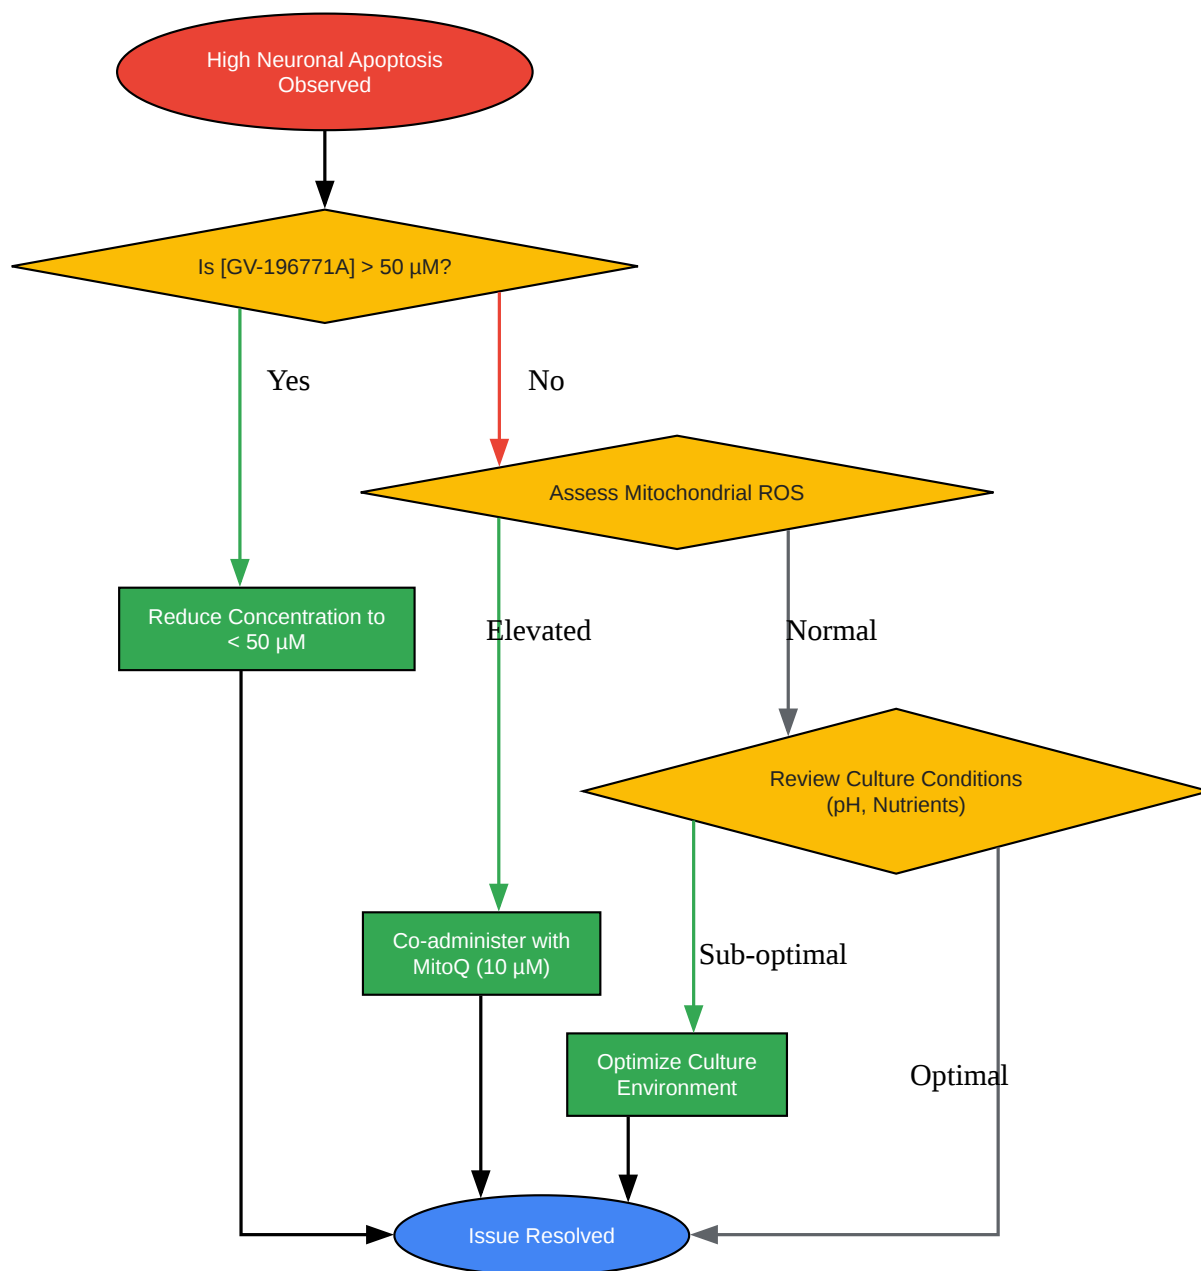 High Neuronal Apoptosis
Observed
Is [GV-196771A] > 50 µM?
Yes
No
Assess Mitochondrial ROS
Reduce Concentration to
< 50 µM
Elevated
Normal
Review Culture Conditions
(pH, Nutrients)
Co-administer with
MitoQ (10 µM)
Sub-optimal
Optimize Culture
Environment
Optimal
Issue Resolved